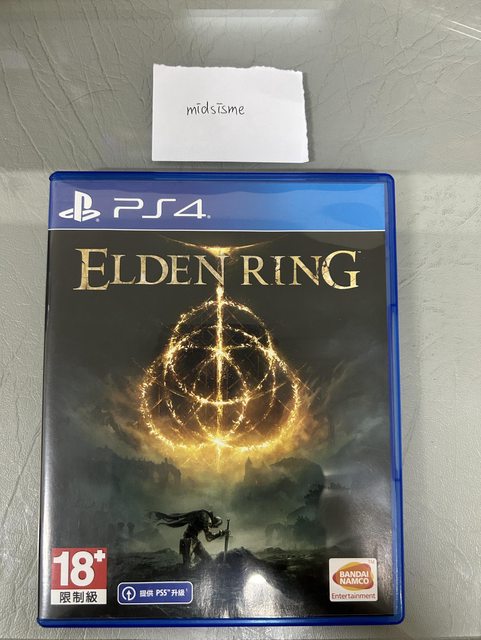 midsisme
PS4
ELDEN RING
18+
限制級
提供 PS5 升級
BANDAI
NAMCO
Entertainment